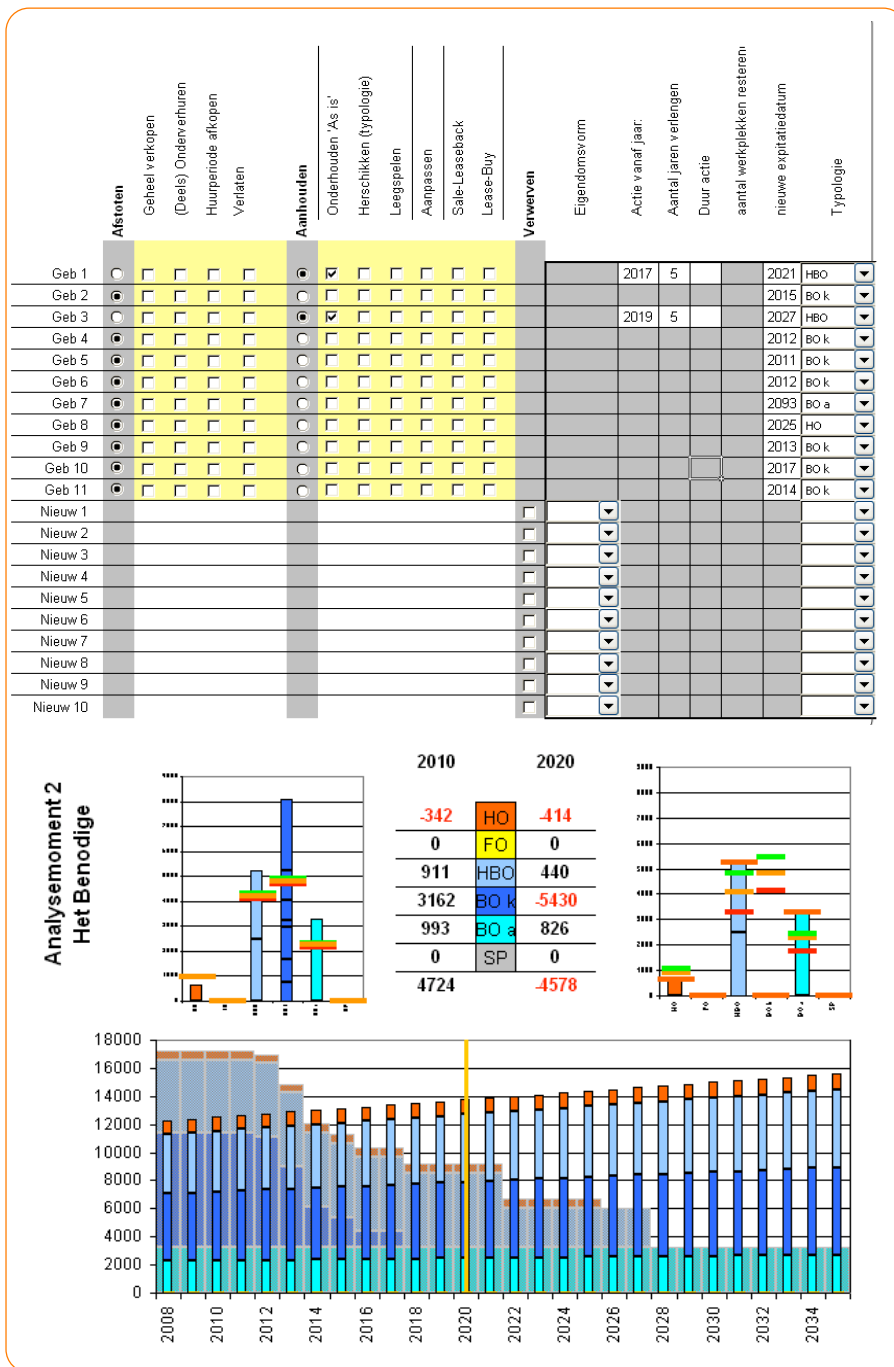 Afstoten
Geheel verkopen
(Deels) Onderverhuren
Huurperiode afkopen
Verlaten
Aanhouden
Onderhouden 'As is'
Herschikken (typologie)
Leegspelen
Aanpassen
Sale-Leaseback
Lease-Buy
Verwerven
Eigendomsvorm
Actie vanaf jaar:
Aantal jaren verlengen
Duur actie
aantal werkplekken resteren
nieuwe expitatiedatum
Typologie
Geb 1 2017 5 2021 HBO
Geb 2 2015 BO k
Geb 3 2019 5 2027 HBO
Geb 4 2012 BO k
Geb 5 2011 BO k
Geb 6 2012 BO k
Geb 7 2093 BO a
Geb 8 2025 HO
Geb 9 2013 BO k
Geb 10 2017 BO k
Geb 11 2014 BO k
Nieuw 1
Nieuw 2
Nieuw 3
Nieuw 4
Nieuw 5
Nieuw 6
Nieuw 7
Nieuw 8
Nieuw 9
Nieuw 10
Analysemoment 2
Het Benodige
2010 2020
-342 HO -414
0 FO 0
911 HBO 440
3162 BO k -5430
993 BO a 826
0 SP 0
4724 -4578
HO
HBO
BO k
BO a
SP
18000
16000
14000
12000
10000
8000
6000
4000
2000
0
2008 2010 2012 2014 2016 2018 2020 2022 2024 2026 2028 2030 2032 2034